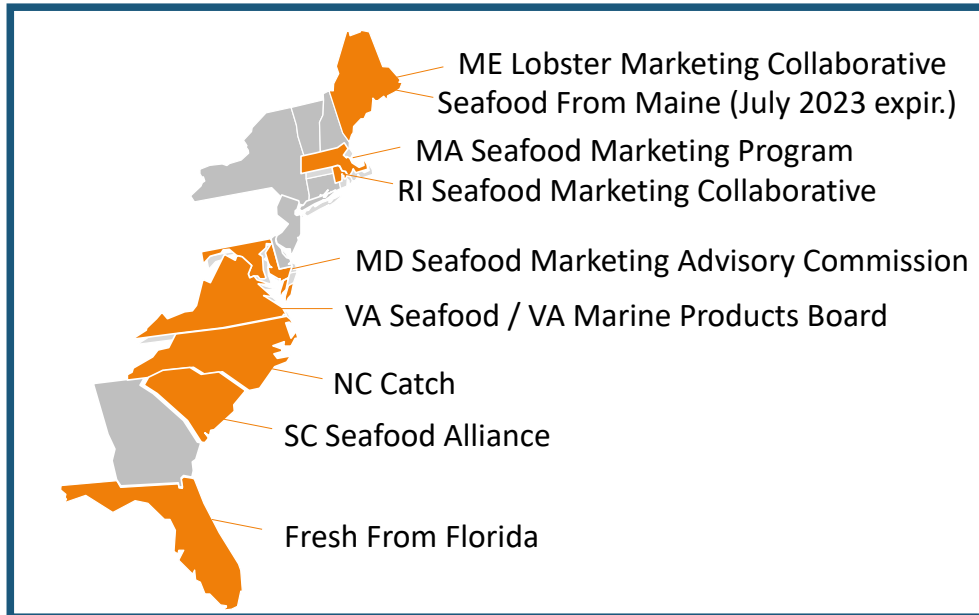 ME Lobster Marketing Collaborative
Seafood From Maine (July 2023 expir.)
MA Seafood Marketing Program
RI Seafood Marketing Collaborative
MD Seafood Marketing Advisory Commission
VA Seafood / VA Marine Products Board
NC Catch
SC Seafood Alliance
Fresh From Florida